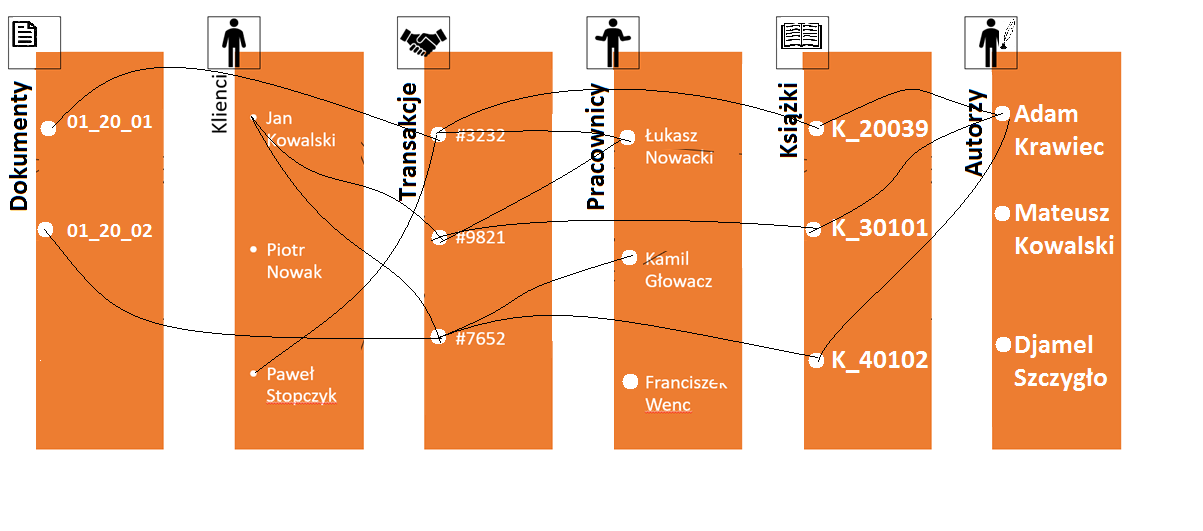 Dokumenty
01_20_01
01_20_02
Klienci
Jan
Kowalski
Piotr
Nowak
Paweł
Stopczyk
Transakcje
#3232
#9821
#7652
Pracownicy
Łukasz
Nowacki
Kamil
Głowacz
Franciszek
Wenc
Książki
K_20039
K_30101
K_40102
Autorzy
Adam
Krawiec
Mateusz
Kowalski
Djamel
Szczygło